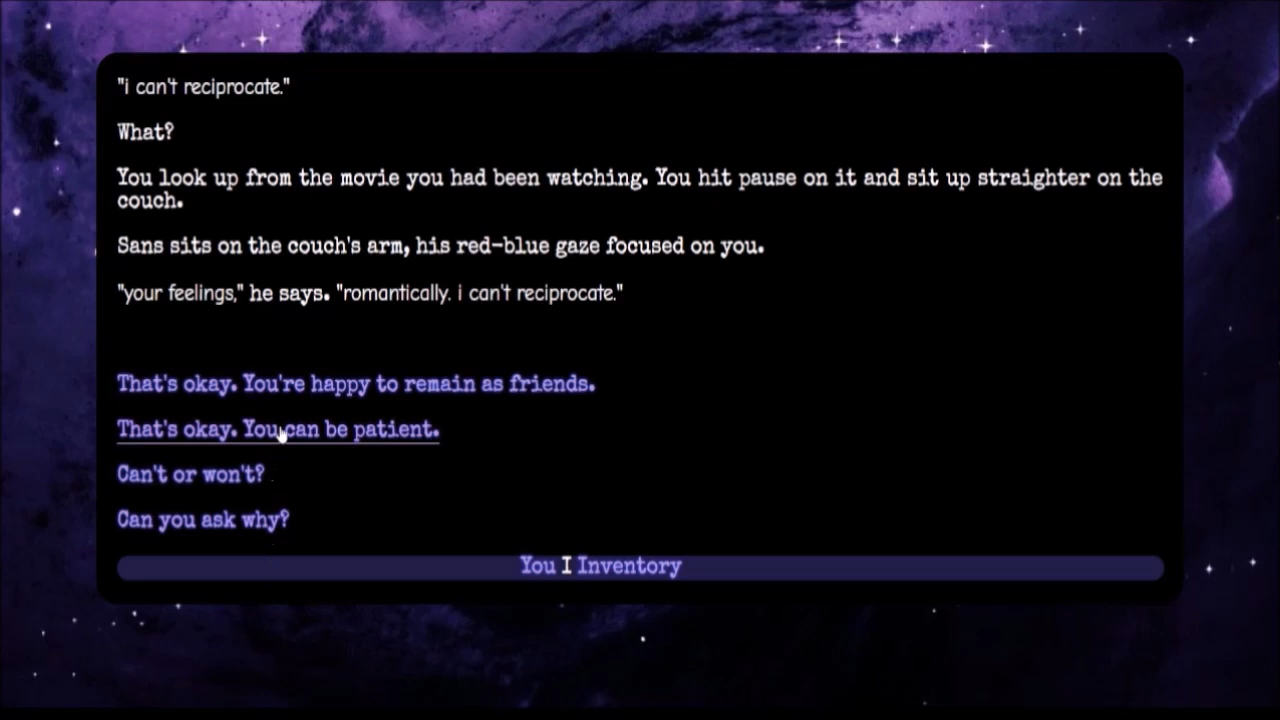 "i can't reciprocate."
What?
You look up from the movie you had been watching. You hit pause on it and sit up straighter on the
couch.
Sans sits on the couch's arm, his red-blue gaze focused on you.
"your feelings," he says. "romantically. i can't reciprocate."
That's okay. You're happy to remain as friends.
That's okay. You can be patient.
Can't or won't?
Can you ask why?
You I Inventory